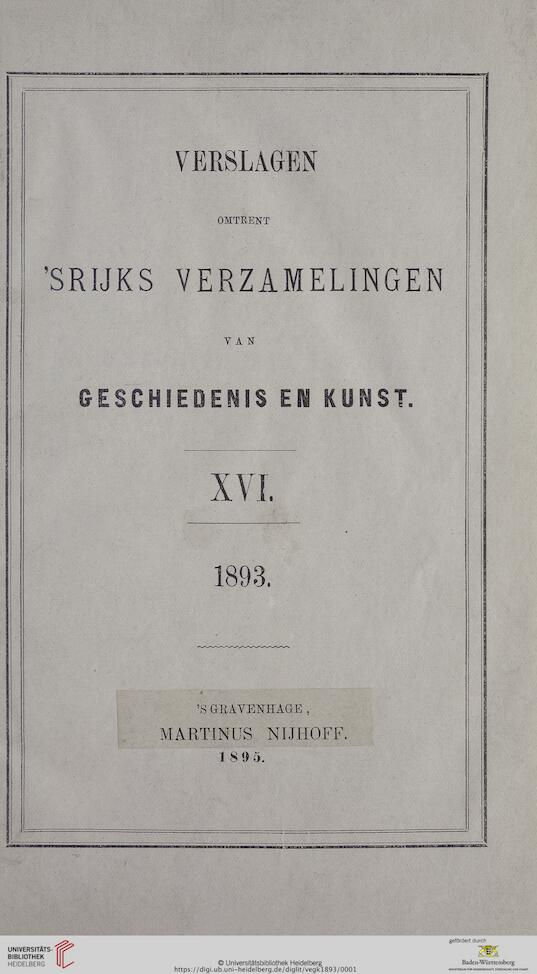 VERSLAGEN
OMTRENT
'SRIJKS VERZAMELINGEN
VAN
GESCHIEDENIS EN KUNST.
XVI.
1893.
'SGRAVENHAGE,
MARTINUS NIJHOFF.
1895.
UNIVERSITÄTS-
BIBLIOTHEK
HEIDELBERG
© Universitätsbibliothek Heidelberg
https://digi.ub.uni-heidelberg.de/diglit/vegk1893/0001
gefördert durch
Baden-Württemberg